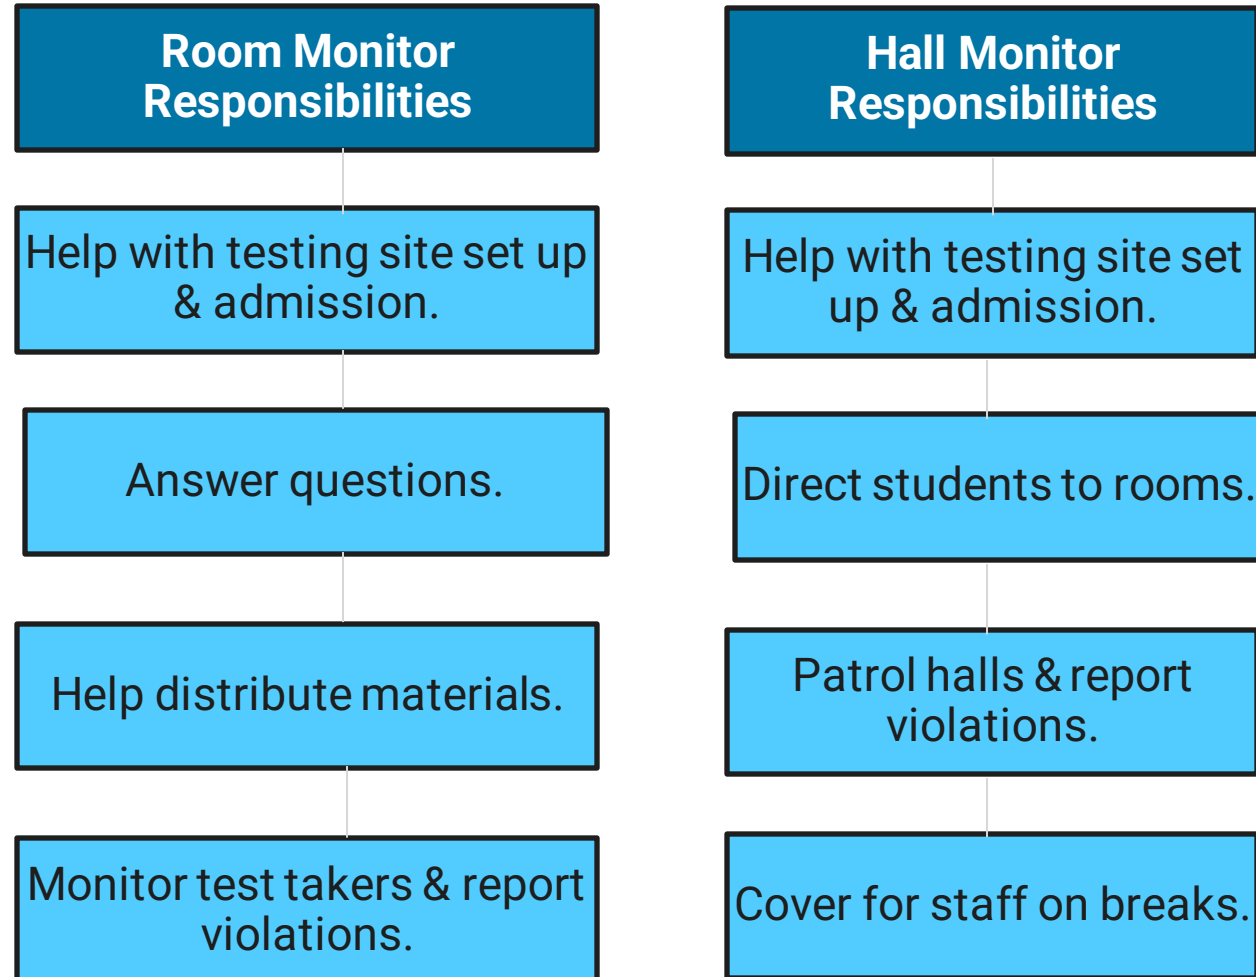 Room Monitor
Responsibilities
Help with testing site set up
& admission.
Answer questions.
Help distribute materials.
Monitor test takers & report
violations.
Hall Monitor
Responsibilities
Help with testing site set
up & admission.
Direct students to rooms.
Patrol halls & report
violations.
Cover for staff on breaks.